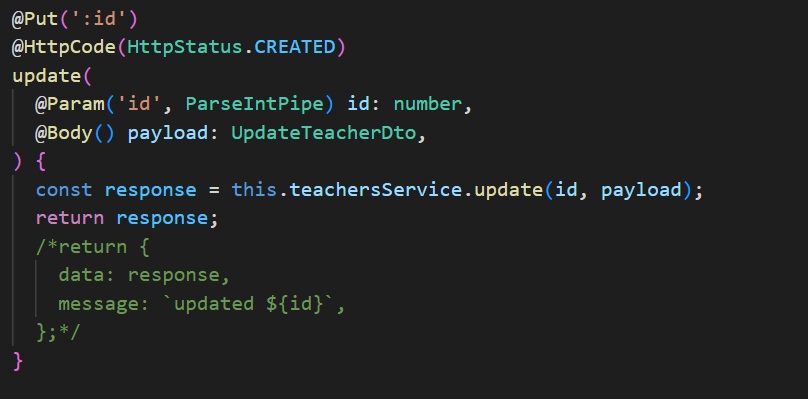 @Put(':id')
@HttpCode(HttpStatus.CREATED)
update(
  @Param('id', ParseIntPipe) id: number,
  @Body() payload: UpdateTeacherDto,
) {
  const response = this.teachersService.update(id, payload);
  return response;
  /*return {
    data: response,
    message: `updated ${id}`,
  };*/
}